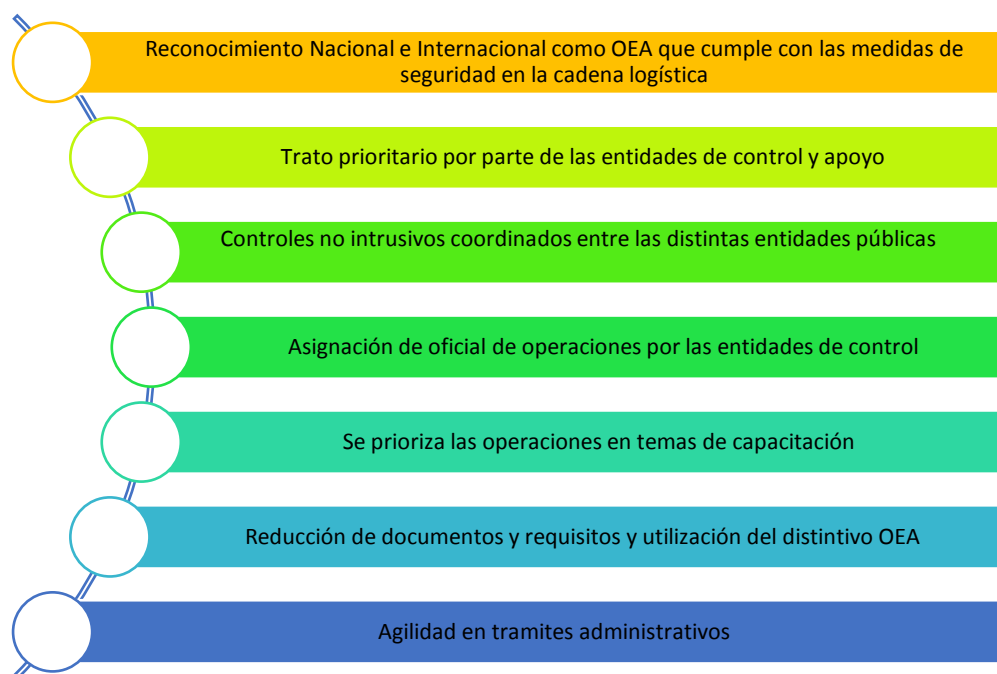 Reconocimiento Nacional e Internacional como OEA que cumple con las medidas de
seguridad en la cadena logística
Trato prioritario por parte de las entidades de control y apoyo
Controles no intrusivos coordinados entre las distintas entidades públicas
Asignación de oficial de operaciones por las entidades de control
Se prioriza las operaciones en temas de capacitación
Reducción de documentos y requisitos y utilización del distintivo OEA
Agilidad en tramites administrativos